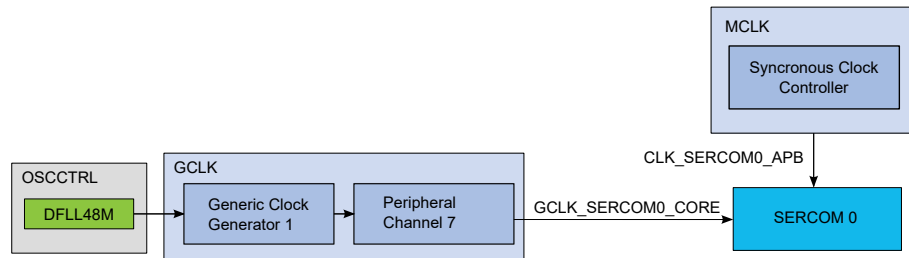 MCLK
Syncronous Clock
Controller
CLK_SERCOM0_APB
GCLK
OSCCTRL
DFLL48M
Generic Clock
Generator 1
Peripheral
Channel 7
GCLK_SERCOM0_CORE
SERCOM 0